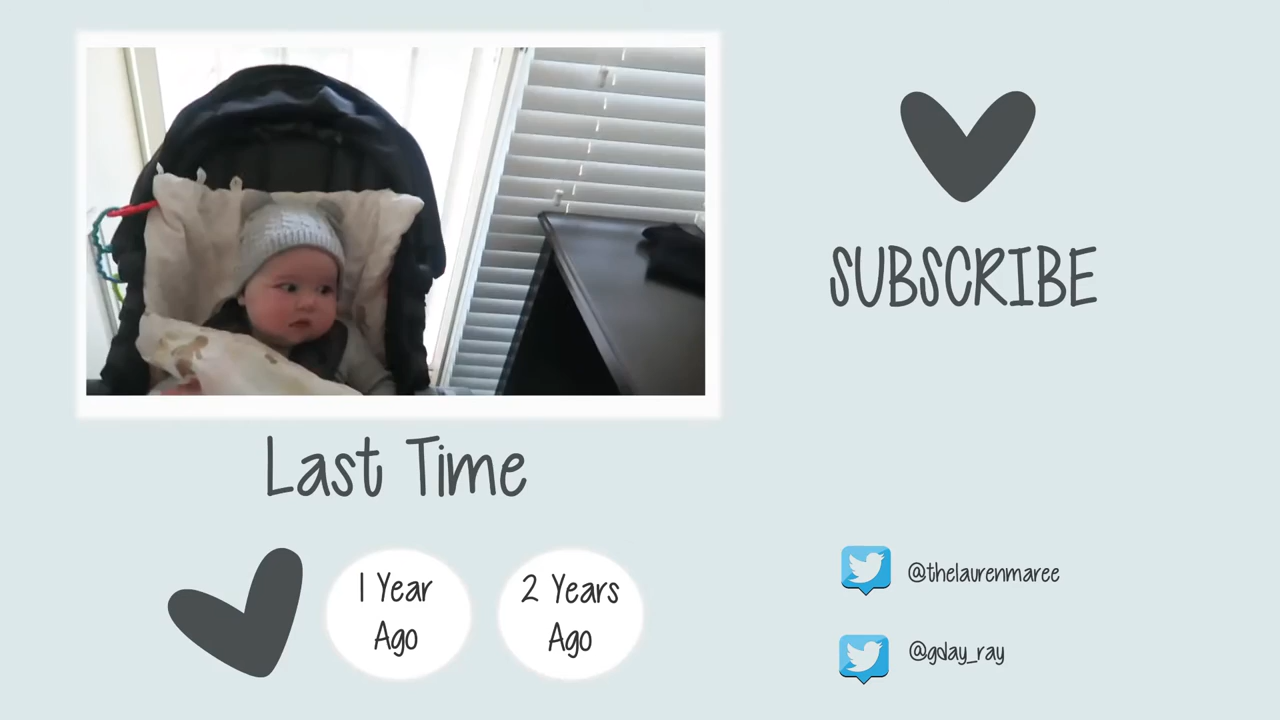 SUBSCRIBE
Last Time
1 Year
Ago
2 Years
Ago
@thelaurenmaree
@gday_ray